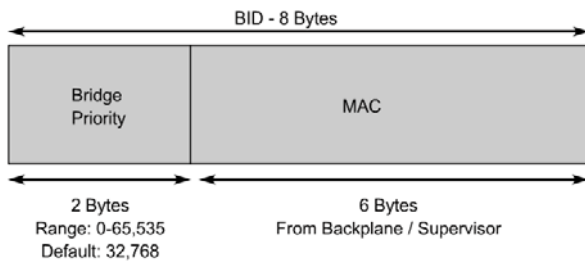 BID - 8 Bytes
Bridge
Priority
MAC
2 Bytes
Range: 0-65,535
Default: 32,768
6 Bytes
From Backplane / Supervisor